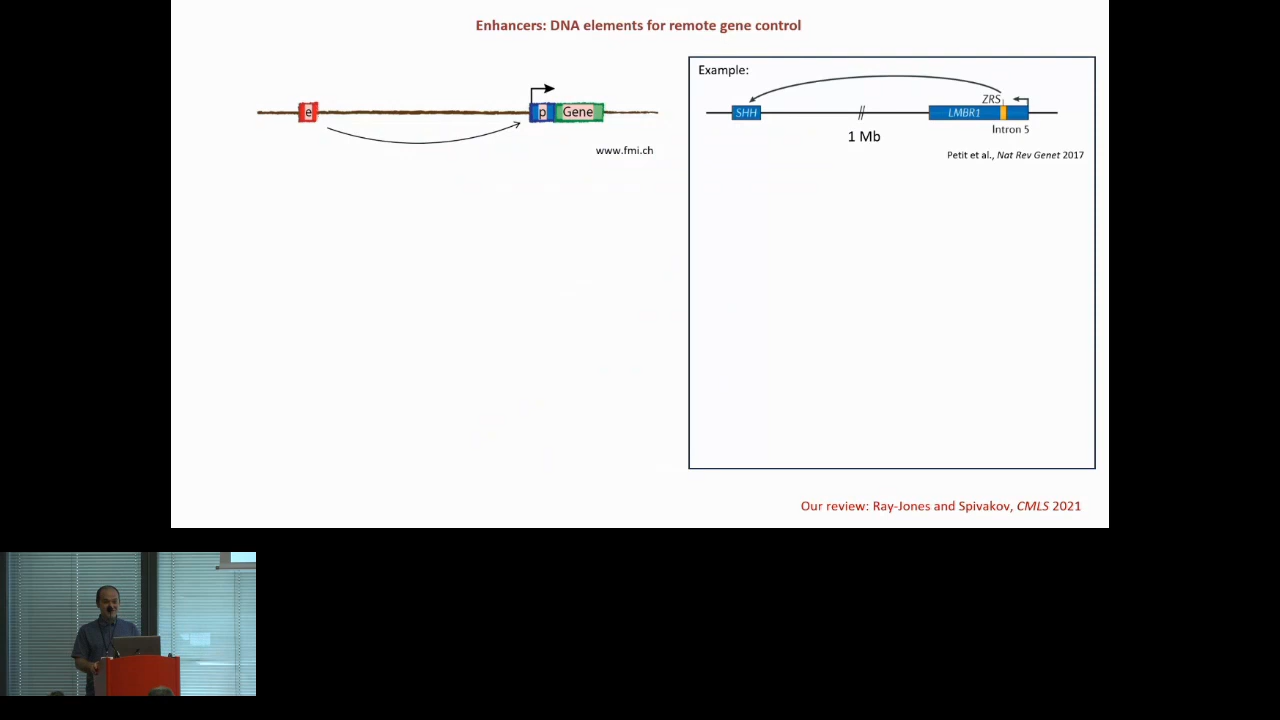 Enhancers: DNA elements for remote gene control
e
p
Gene
www.fmi.ch
Example:
ZRS
SHH
LMBR1
1 Mb
Intron 5
Petit et al., Nat Rev Genet 2017
Our review: Ray-Jones and Spivakov, CMLS 2021